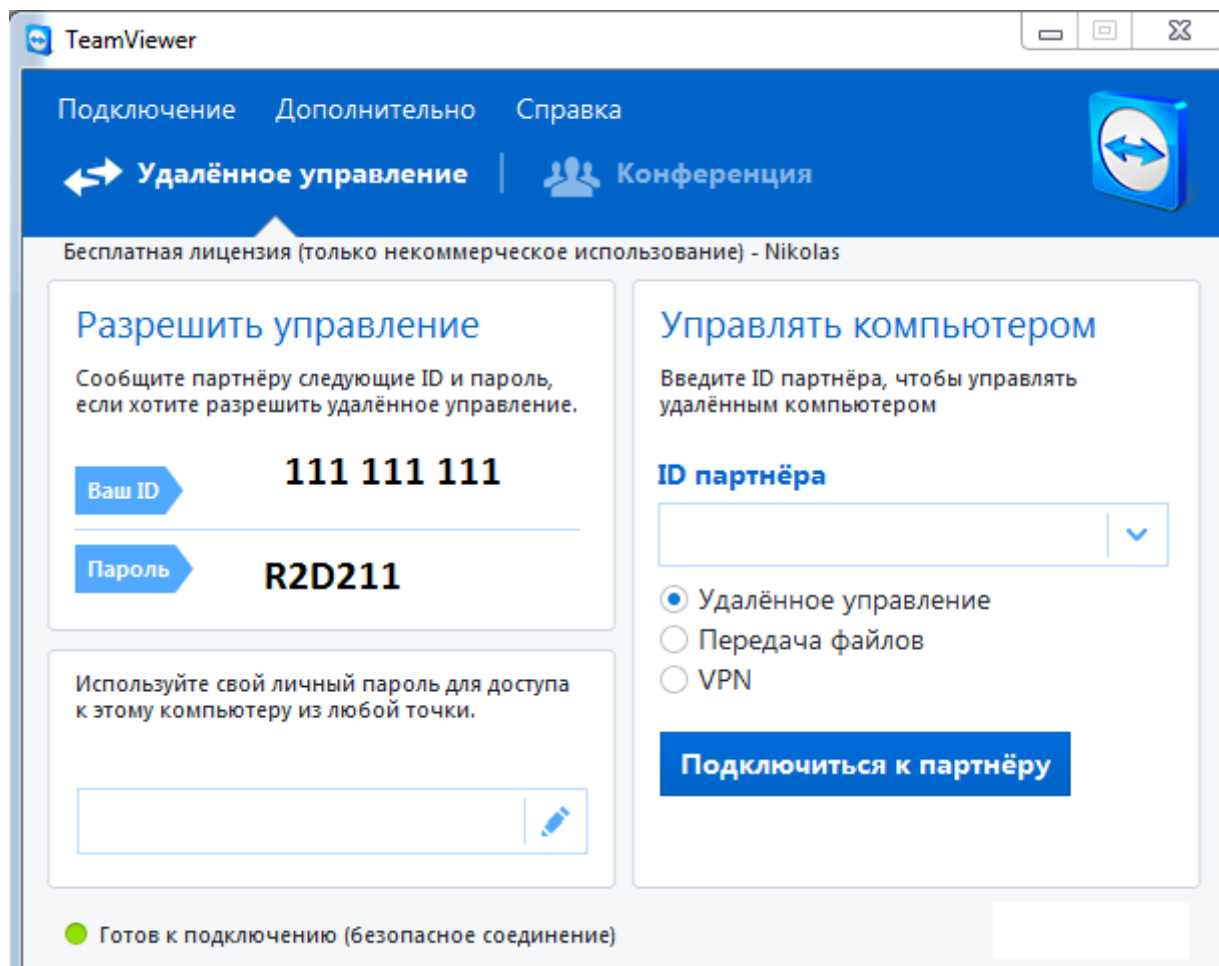 TeamViewer
Подключение Дополнительно Справка
Удалённое управление Конференция
Бесплатная лицензия (только некоммерческое использование) - Nikolas
Разрешить управление
Сообщите партнёру следующие ID и пароль,
если хотите разрешить удалённое управление.
Ваш ID 111 111 111
Пароль R2D211
Используйте свой личный пароль для доступа
к этому компьютеру из любой точки.
Управлять компьютером
Введите ID партнёра, чтобы управлять
удалённым компьютером
ID партнёра
Удалённое управление
Передача файлов
VPN
Подключиться к партнёру
Готов к подключению (безопасное соединение)